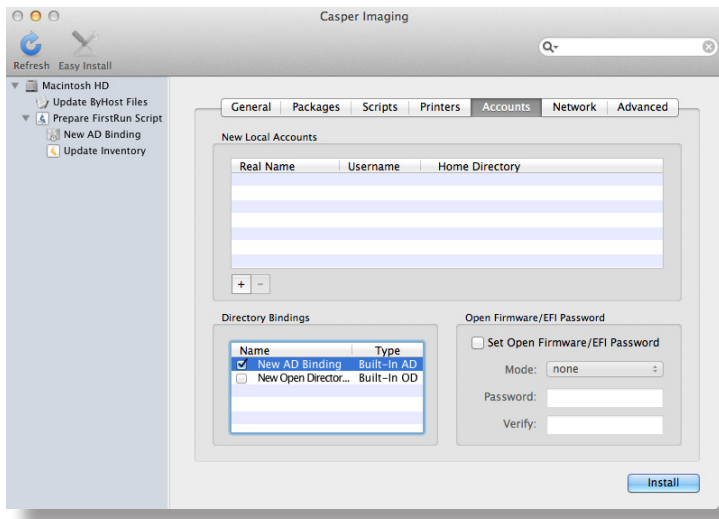 Casper Imaging
Refresh Easy Install
Macintosh HD
Update ByHost Files
Prepare FirstRun Script
New AD Binding
Update Inventory
General Packages Scripts Printers Accounts Network Advanced
New Local Accounts
Real Name Username Home Directory
+ -
Directory Bindings
Name Type
New AD Binding Built-In AD
New Open Director... Built-In OD
Open Firmware/EFI Password
Set Open Firmware/EFI Password
Mode: none
Password:
Verify:
Install